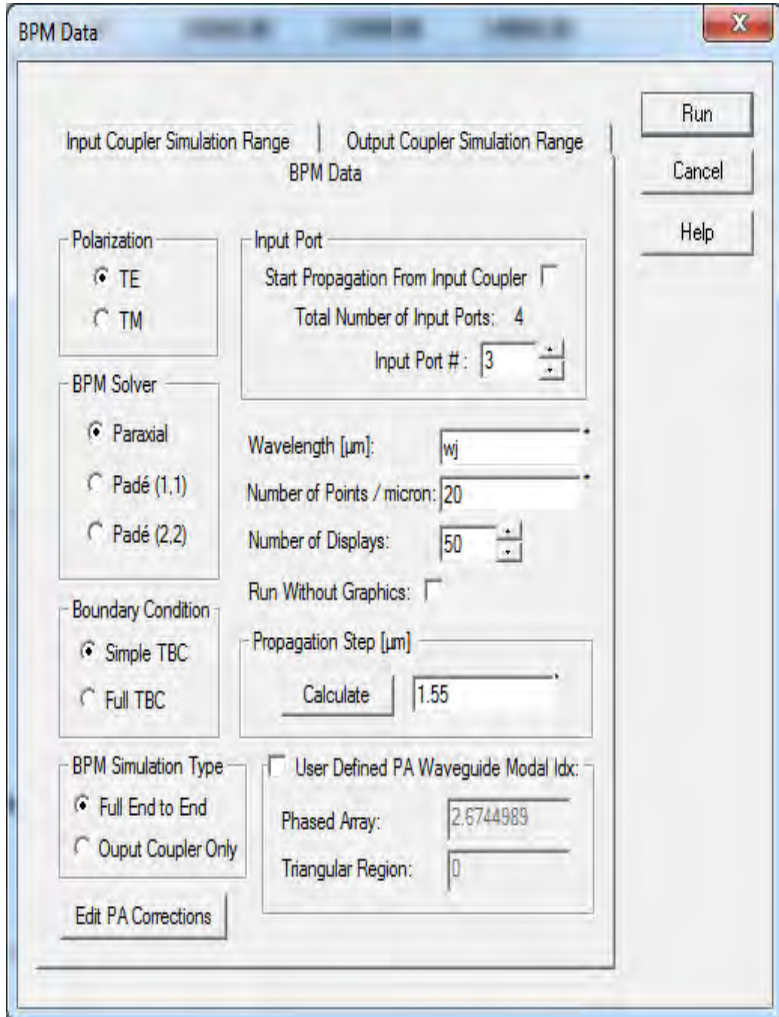 BPM Data
X
Run
Cancel
Help
Input Coupler Simulation Range
Output Coupler Simulation Range
BPM Data
Polarization
TE
TM
Input Port
Start Propagation From Input Coupler
Total Number of Input Ports: 4
Input Port # : 3
BPM Solver
Paraxial
Padé (1,1)
Padé (2,2)
Wavelength [µm]: wj
Number of Points / micron: 20
Number of Displays: 50
Run Without Graphics:
Boundary Condition
Simple TBC
Full TBC
Propagation Step [µm]
Calculate 1.55
BPM Simulation Type
Full End to End
Ouput Coupler Only
User Defined PA Waveguide Modal Idx:
Phased Array: 2.6744989
Triangular Region: 0
Edit PA Corrections